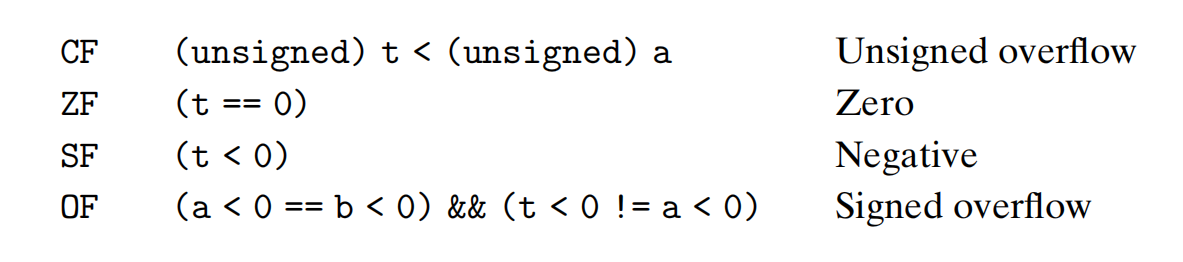 CF (unsigned) t < (unsigned) a Unsigned overflow
ZF (t == 0) Zero
SF (t < 0) Negative
OF (a < 0 == b < 0) && (t < 0 != a < 0) Signed overflow